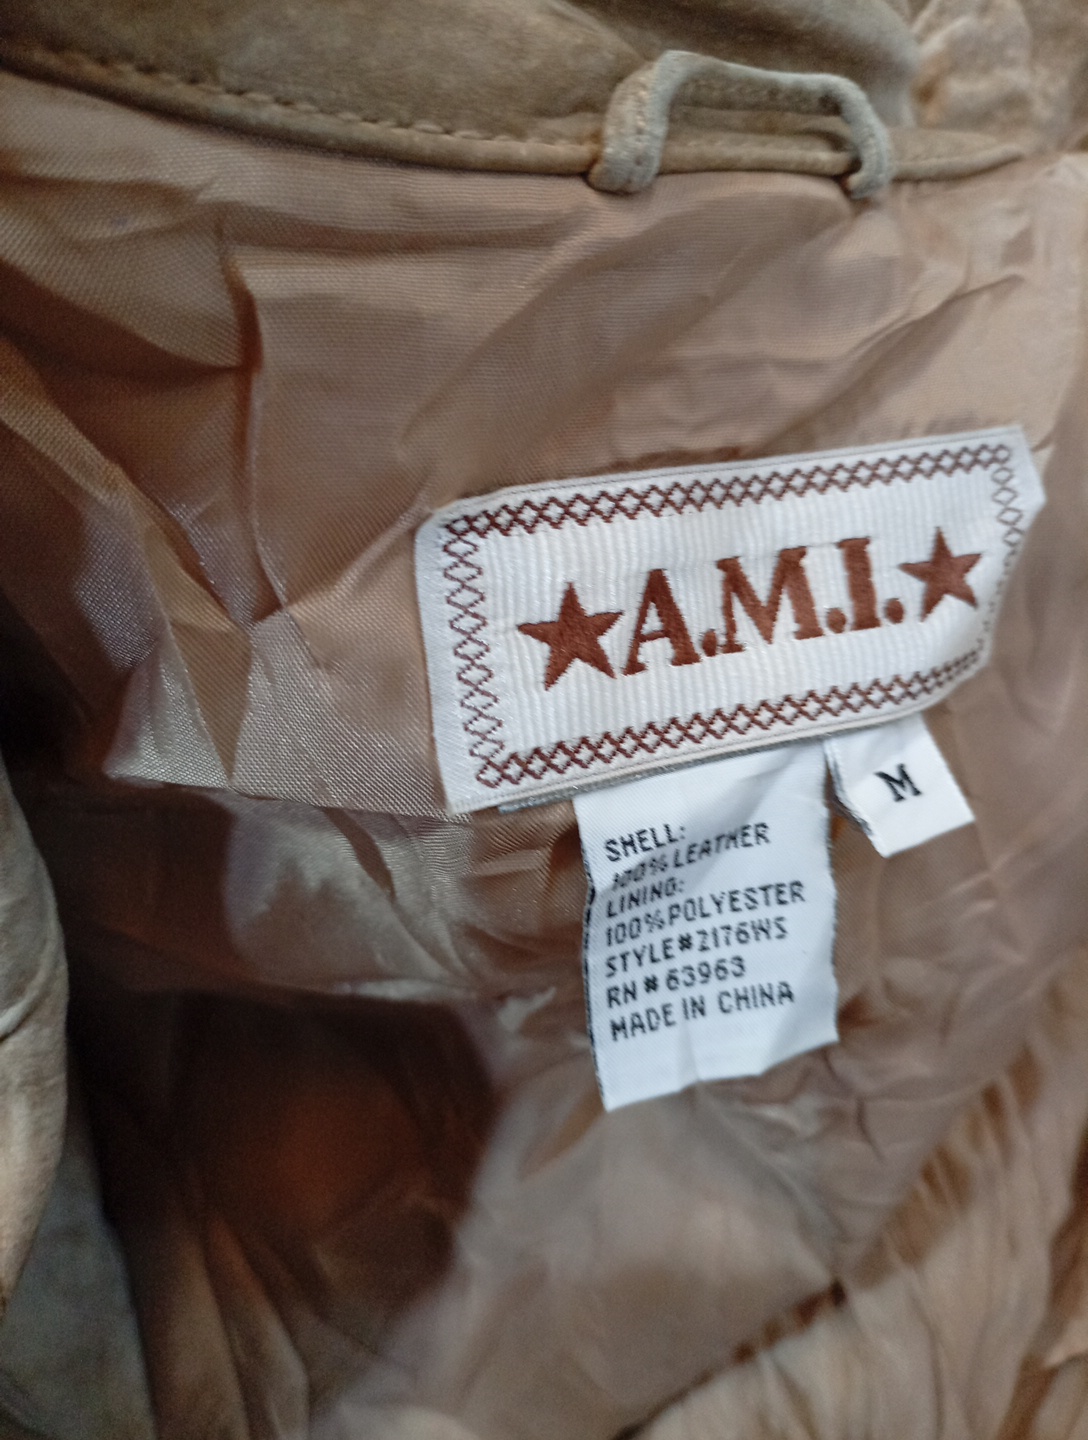 ★A.M.I.★
M
SHELL:
100% LEATHER
LINING:
100% POLYESTER
STYLE#2176WS
RN # 63963
MADE IN CHINA